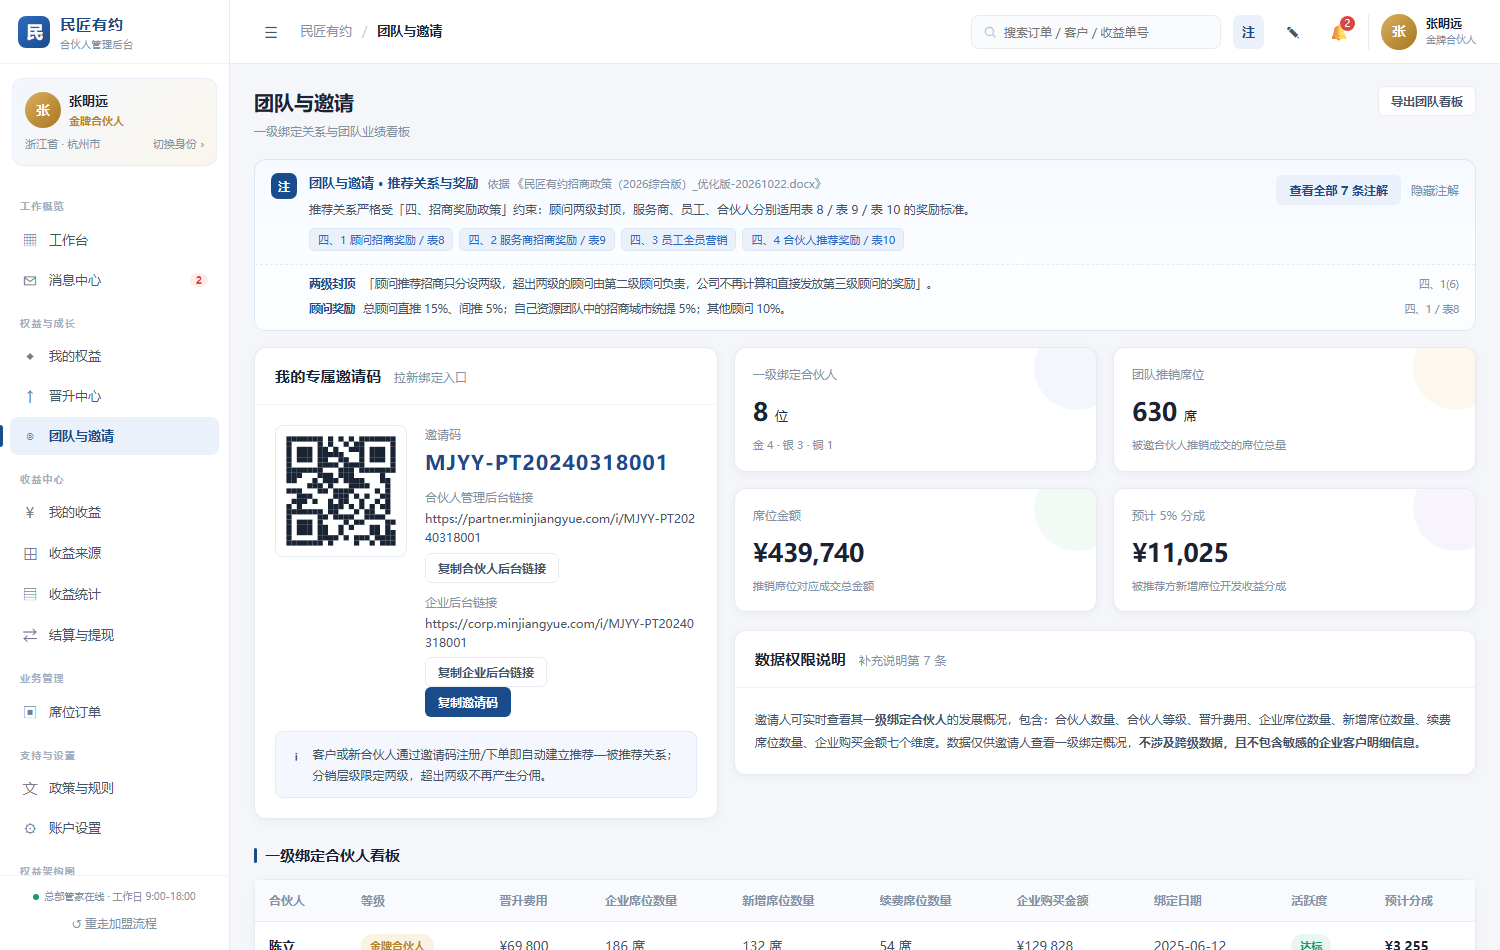 民
民匠有约
合伙人管理后台
☰
民匠有约 / 团队与邀请
搜索订单 / 客户 / 收益单号
注
2
张
张明远
金牌合伙人
张
张明远
金牌合伙人
浙江省 · 杭州市
切换身份 ›
工作概览
工作台
消息中心
2
权益与成长
我的权益
晋升中心
团队与邀请
收益中心
¥ 我的收益
收益来源
收益统计
结算与提现
业务管理
席位订单
支持与设置
文 政策与规则
账户设置
权益架构图
总部管家在线 · 工作日 9:00-18:00
↺ 重走加盟流程
团队与邀请
一级绑定关系与团队业绩看板
导出团队看板
注
团队与邀请 • 推荐关系与奖励 依据 《民匠有约招商政策（2026综合版）_优化版-20261022.docx》
查看全部 7 条注解
隐藏注解
推荐关系严格受「四、招商奖励政策」约束：顾问两级封顶，服务商、员工、合伙人分别适用表 8 / 表 9 / 表 10 的奖励标准。
四、1 顾问招商奖励 / 表8
四、2 服务商招商奖励 / 表9
四、3 员工全员营销
四、4 合伙人推荐奖励 / 表10
两级封顶 「顾问推荐招商只分设两级，超出两级的顾问由第二级顾问负责，公司不再计算和直接发放第三级顾问的奖励」。
四、1(6)
顾问奖励 总顾问直推 15%、间推 5%；自己资源团队中的招商城市统提 5%；其他顾问 10%。
四、1 / 表8
我的专属邀请码 拉新绑定入口
邀请码
MJYY-PT20240318001
合伙人管理后台链接
https://partner.minjiangyue.com/i/MJYY-PT202
40318001
复制合伙人后台链接
企业后台链接
https://corp.minjiangyue.com/i/MJYY-PT20240
318001
复制企业后台链接
复制邀请码
i
客户或新合伙人通过邀请码注册/下单即自动建立推荐—被推荐关系；
分销层级限定两级，超出两级不再产生分佣。
一级绑定合伙人
8 位
金 4 · 银 3 · 铜 1
团队推销席位
630 席
被邀合伙人推销成交的席位总量
席位金额
¥439,740
推销席位对应成交总金额
预计 5% 分成
¥11,025
被推荐方新增席位开发收益分成
数据权限说明 补充说明第 7 条
邀请人可实时查看其一级绑定合伙人的发展概况，包含：合伙人数量、合伙人等级、晋升费用、企业席位数量、新增席位数量、续费
席位数量、企业购买金额七个维度。数据仅供邀请人查看一级绑定概况，不涉及跨级数据，且不包含敏感的企业客户明细信息。
一级绑定合伙人看板
合伙人 等级 晋升费用 企业席位数量 新增席位数量 续费席位数量 企业购买金额 绑定日期 活跃度 预计分成
陈立 金牌合伙人 ¥69,800 186 席 132 席 54 席 ¥129,828 2025-06-12 达标 ¥3,255